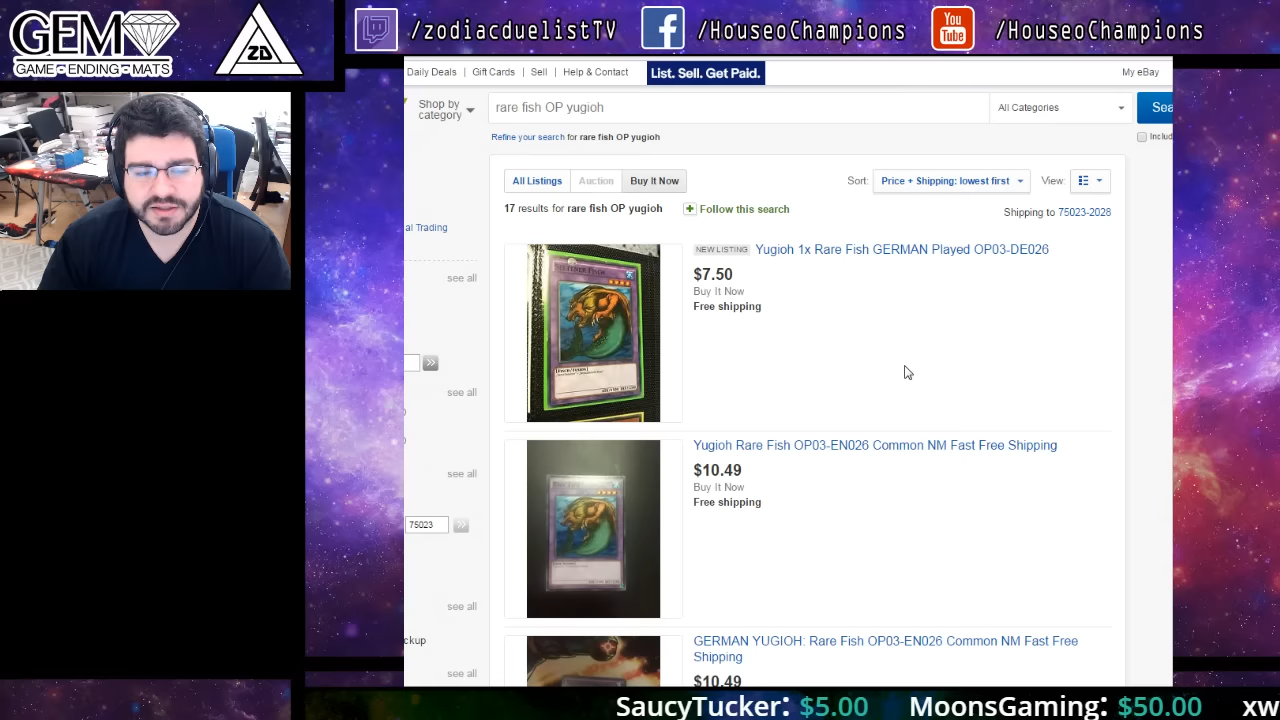 GEM
GAME-ENDING-MATS
ZD
/zodiacduelistTV
/HouseoChampions
You Tube
/HouseoChampions
Daily Deals | Gift Cards | Sell | Help & Contact
List. Sell. Get Paid.
My eBay
Shop by category
rare fish OP yugioh
All Categories
Sea
Refine your search for rare fish OP yugioh
Includ
All Listings
Auction
Buy It Now
Sort:
Price + Shipping: lowest first
View:
17 results for rare fish OP yugioh
Follow this search
Shipping to 75023-2028
al Trading
see all
see all
see all
75023
see all
ckup
see all
NEW LISTING Yugioh 1x Rare Fish GERMAN Played OP03-DE026
$7.50
Buy It Now
Free shipping
Yugioh Rare Fish OP03-EN026 Common NM Fast Free Shipping
$10.49
Buy It Now
Free shipping
GERMAN YUGIOH: Rare Fish OP03-EN026 Common NM Fast Free
Shipping
$10.49
SaucyTucker: $5.00 MoonsGaming: $50.00 xw